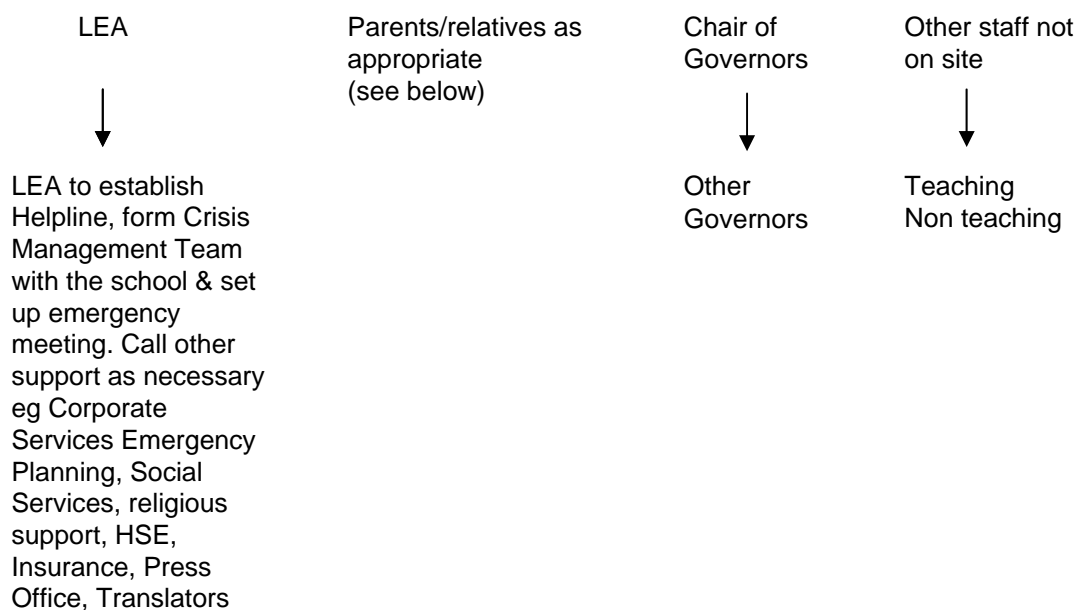 LEA
Parents/relatives as
appropriate
(see below)
Chair of
Governors
Other staff not
on site
LEA to establish
Helpline, form Crisis
Management Team
with the school & set
up emergency
meeting. Call other
support as necessary
eg Corporate
Services Emergency
Planning, Social
Services, religious
support, HSE,
Insurance, Press
Office, Translators
Other
Governors
Teaching
Non teaching